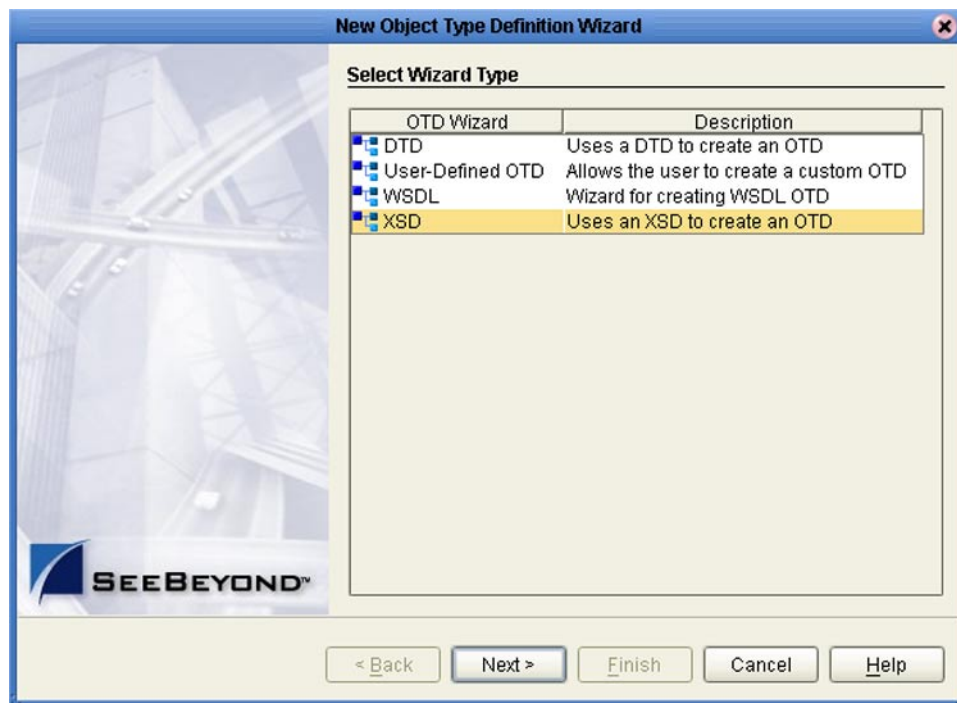 New Object Type Definition Wizard
Select Wizard Type
OTD Wizard Description
DTD Uses a DTD to create an OTD
User-Defined OTD Allows the user to create a custom OTD
WSDL Wizard for creating WSDL OTD
XSD Uses an XSD to create an OTD
SEEBEYOND™
< Back Next > Finish Cancel Help